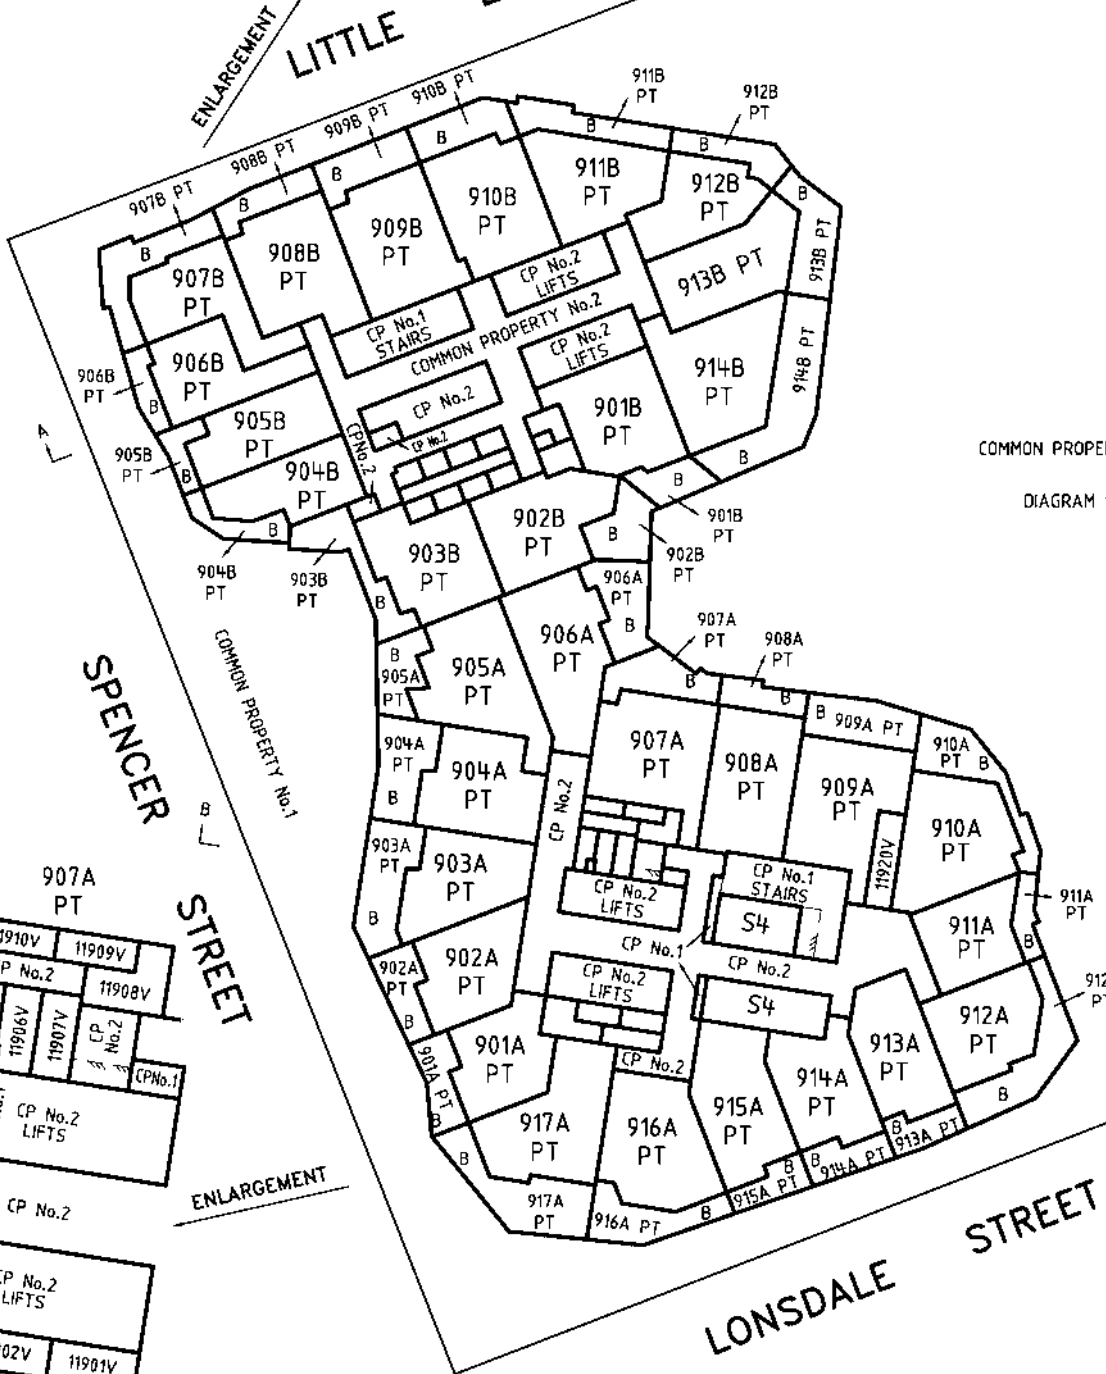 ENLARGEMENT
LITTLE
907B PT
908B PT
909B PT
910B PT
911B
PT
912B
PT
B
B
B
B
B
B
B
913B PT
914B PT
B
907B
PT
908B
PT
909B
PT
910B
PT
911B
PT
912B
PT
913B PT
914B
PT
CP No.2
LIFTS
CP No.1
STAIRS
COMMON PROPERTY No.2
CP No.2
LIFTS
906B
PT
906B
PT
B
A
905B
PT
905B
PT
B
904B
PT
CP No.2
CP No.2
CPNo.2
901B
PT
B
901B
PT
902B
PT
B
902B
PT
903B
PT
B
904B
PT
903B
PT
B
COMMON PROPE
DIAGRAM
COMMON PROPERTY No.1
SPENCER
STREET
B
906A
PT
B
906A
PT
905A
PT
B
905A
PT
907A
PT
B
908A
PT
B
B
909A PT
910A
PT
B
904A
PT
B
904A
PT
CP No.2
907A
PT
908A
PT
909A
PT
11920V
910A
PT
903A
PT
B
903A
PT
CP No.2
LIFTS
CP No.1
STAIRS
S4
CP No.1
CP No.2
S4
911A
PT
911A
PT
B
902A
PT
B
902A
PT
CP No.2
LIFTS
CP No.2
912A
PT
912
P
B
913A
PT
901A PT
B
901A
PT
914A
PT
915A
PT
916A
PT
917A
PT
B
917A
PT
916A PT
B
915A PT
B
B
914A PT
B
913A PT
907A
PT
1910V
11909V
P No.2
11908V
11906V
11907V
CP
No.2
CPNo.1
CP No.2
LIFTS
CP No.2
CP No.2
LIFTS
02V
11901V
ENLARGEMENT
LONSDALE
STREET